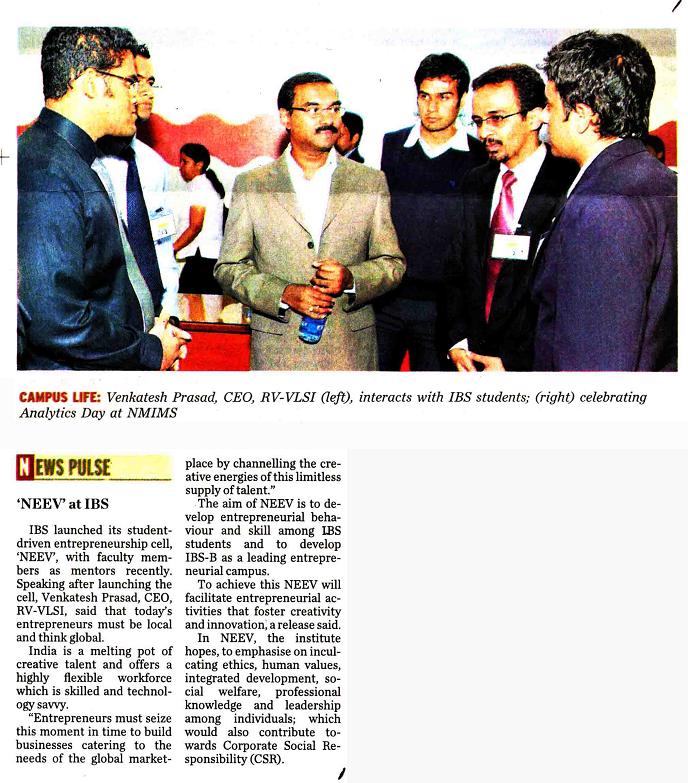 CAMPUS LIFE: Venkatesh Prasad, CEO, RV-VLSI (left), interacts with IBS students; (right) celebrating
Analytics Day at NMIMS
NEWS PULSE
'NEEV' at IBS
IBS launched its student-
driven entrepreneurship cell,
'NEEV', with faculty mem-
bers as mentors recently.
Speaking after launching the
cell, Venkatesh Prasad, CEO,
RV-VLSI, said that today's
entrepreneurs must be local
and think global.
India is a melting pot of
creative talent and offers a
highly flexible workforce
which is skilled and technol-
ogy savvy.
"Entrepreneurs must seize
this moment in time to build
businesses catering to the
needs of the global market-
place by channelling the cre-
ative energies of this limitless
supply of talent."
The aim of NEEV is to de-
velop entrepreneurial beha-
viour and skill among IBS
students and to develop
IBS-B as a leading entrepre-
neurial campus.
To achieve this NEEV will
facilitate entrepreneurial ac-
tivities that foster creativity
and innovation, a release said.
In NEEV, the institute
hopes, to emphasise on incul-
cating ethics, human values,
integrated development, so-
cial welfare, professional
knowledge and leadership
among individuals; which
would also contribute to-
wards Corporate Social Re-
sponsibility (CSR).